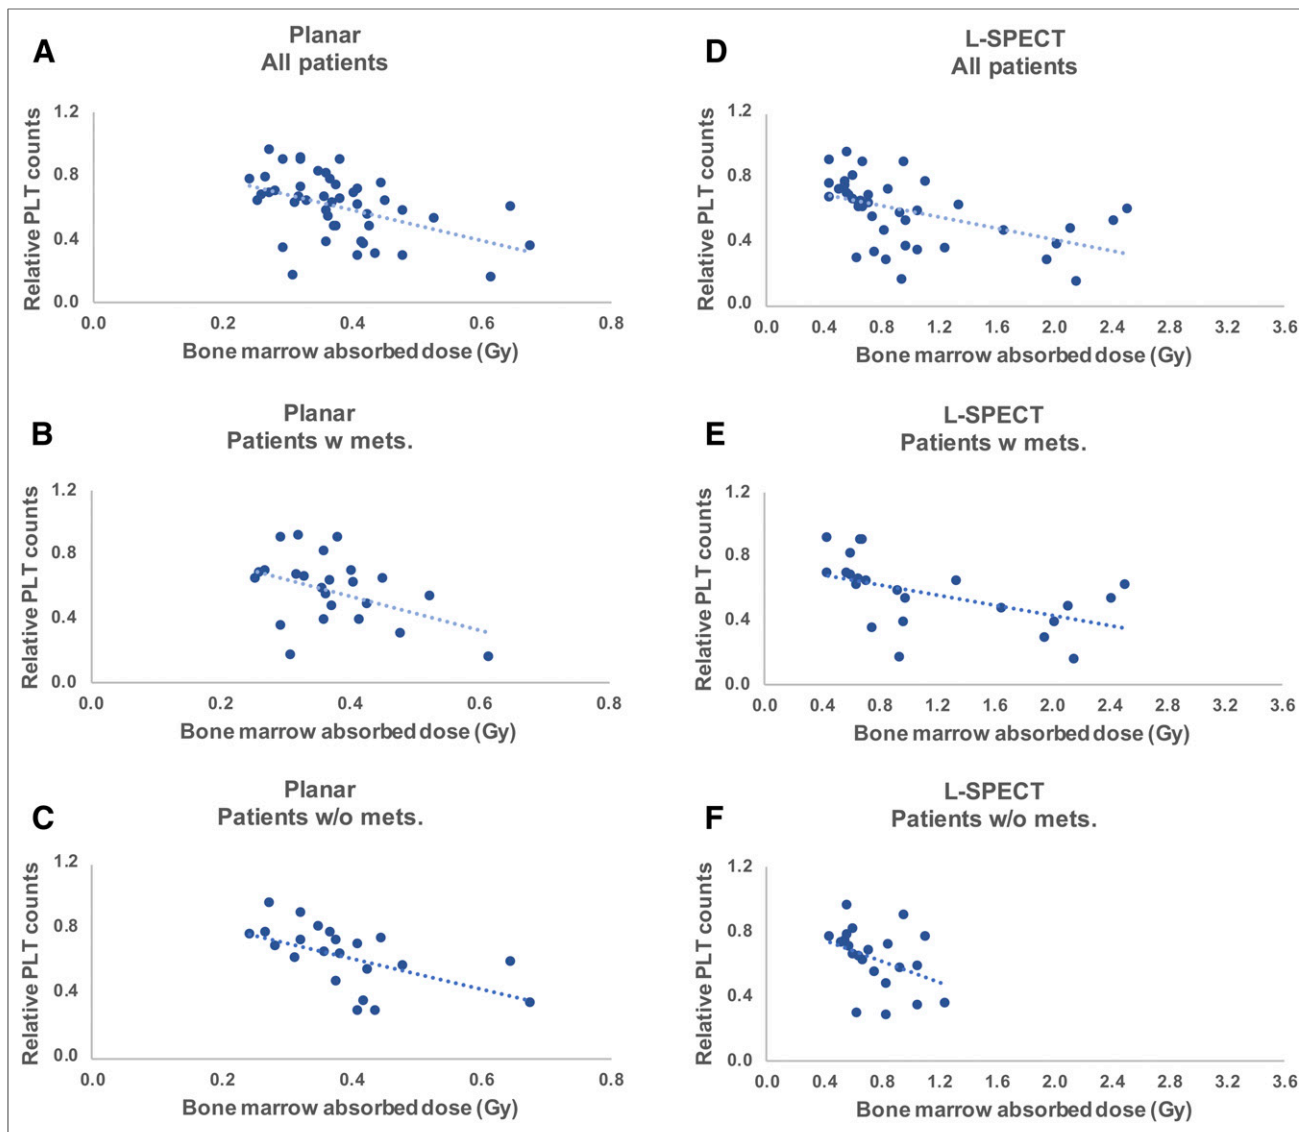 A
Planar
All patients
Relative PLT counts
1.2
0.8
0.4
0.0
0.0 0.2 0.4 0.6 0.8
Bone marrow absorbed dose (Gy)
D
L-SPECT
All patients
Relative PLT counts
1.2
0.8
0.4
0.0
0.0 0.4 0.8 1.2 1.6 2.0 2.4 2.8 3.2 3.6
Bone marrow absorbed dose (Gy)
B
Planar
Patients w mets.
Relative PLT counts
1.2
0.8
0.4
0.0
0.0 0.2 0.4 0.6 0.8
Bone marrow absorbed dose (Gy)
E
L-SPECT
Patients w mets.
Relative PLT counts
1.2
0.8
0.4
0.0
0.0 0.4 0.8 1.2 1.6 2.0 2.4 2.8 3.2 3.6
Bone marrow absorbed dose (Gy)
C
Planar
Patients w/o mets.
Relative PLT counts
1.2
0.8
0.4
0.0
0.0 0.2 0.4 0.6 0.8
Bone marrow absorbed dose (Gy)
F
L-SPECT
Patients w/o mets.
Relative PLT counts
1.2
0.8
0.4
0.0
0.0 0.4 0.8 1.2 1.6 2.0 2.4 2.8 3.2 3.6
Bone marrow absorbed dose (Gy)